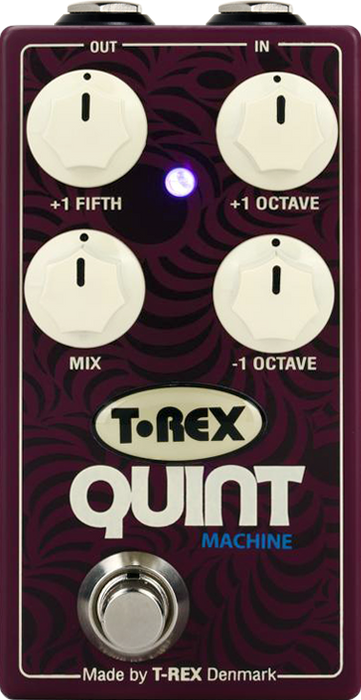 OUT IN
+1 FIFTH +1 OCTAVE
MIX -1 OCTAVE
T•REX
QUINT
MACHINE
Made by T-REX Denmark